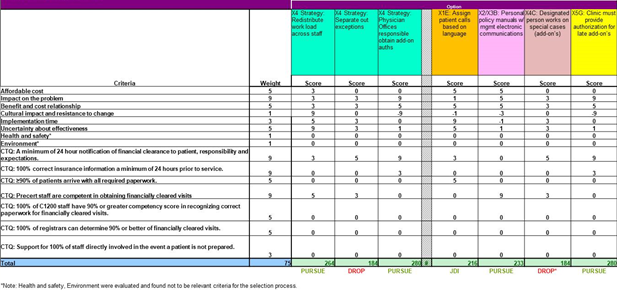 Option
X4 Strategy: Redistribute work load across staff
X4 Strategy: Separate out exceptions
X4 Strategy: Physician Offices responsible obtain add-on auths
X1E: Assign patient calls based on language
X2/X3B: Personal policy manuals w/ mgmt electronic communications
X4C: Designated person works on special cases (add-on's)
X5G: Clinic must provide authorization for late add-on's
Criteria Weight Score Score Score Score Score Score Score
Affordable cost 5 3 0 0 5 5 0 0
Impact on the problem 9 3 3 9 1 5 3 9
Benefit and cost relationship 5 3 3 5 5 5 3 5
Cultural impact and resistance to change 1 9 0 -9 -1 -3 0 -9
Implementation time 3 5 3 0 9 -1 3 0
Uncertainty about effectiveness 5 9 3 1 5 1 3 1
Health and safety* 1 0 0 0 0 0 0 0
Environment* 1 0 0 0 0 0 0 0
CTQ: A minimum of 24 hour notification of financial clearance to patient, responsibility and expectations. 9 3 5 9 3 0 5 9
CTQ: 100% correct insurance information a minimum of 24 hours prior to service. 9 0 0 3 0 0 0 3
CTQ: ≥90% of patients arrive with all required paperwork. 5 0 0 0 5 0 0 0
CTQ: Precert staff are competent in obtaining financially cleared visits 9 5 3 0 0 9 3 0
CTQ: 100% of C1200 staff have 90% or greater competency score in recognizing correct paperwork for financially cleared visits. 5 0 0 0 0 0 0 0
CTQ: 100% of registrars can determine 90% or better of financially cleared visits. 5 0 0 0 0 0 0 0
CTQ: Support for 100% of staff directly involved in the event a patient is not prepared. 3 0 0 0 0 0 0 0
Total 75 264 184 280 # 216 233 184 280
PURSUE DROP PURSUE JDI PURSUE DROP* PURSUE
*Note: Health and safety, Environment were evaluated and found not to be relevant criteria for the selection process.